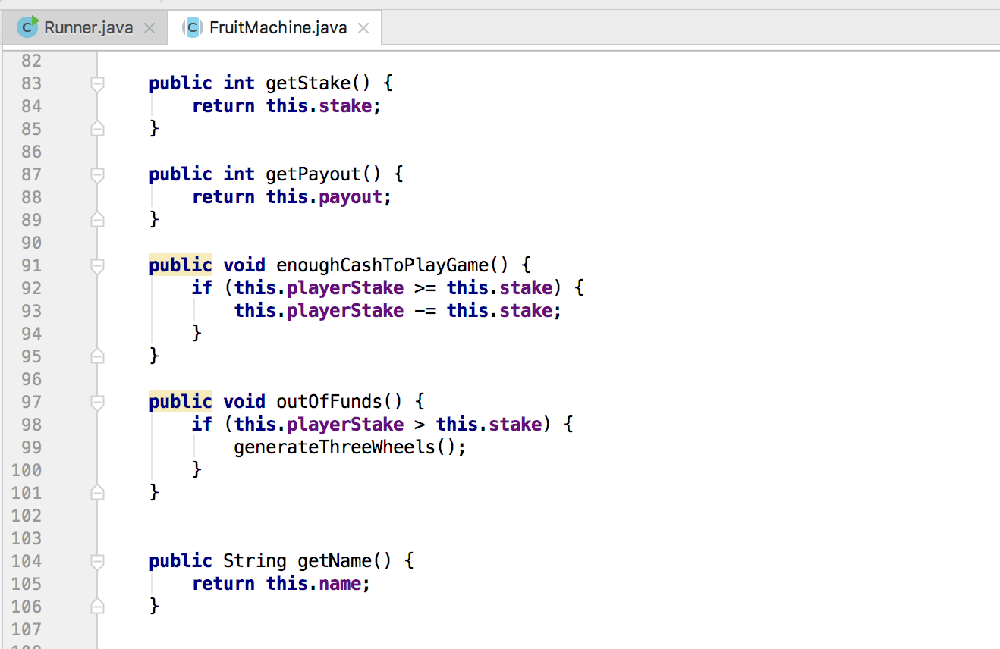 Runner.java FruitMachine.java
82
83 public int getStake() {
84 return this.stake;
85 }
86
87 public int getPayout() {
88 return this.payout;
89 }
90
91 public void enoughCashToPlayGame() {
92 if (this.playerStake >= this.stake) {
93 this.playerStake -= this.stake;
94 }
95 }
96
97 public void outOfFunds() {
98 if (this.playerStake > this.stake) {
99 generateThreeWheels();
100 }
101 }
102
103
104 public String getName() {
105 return this.name;
106 }
107